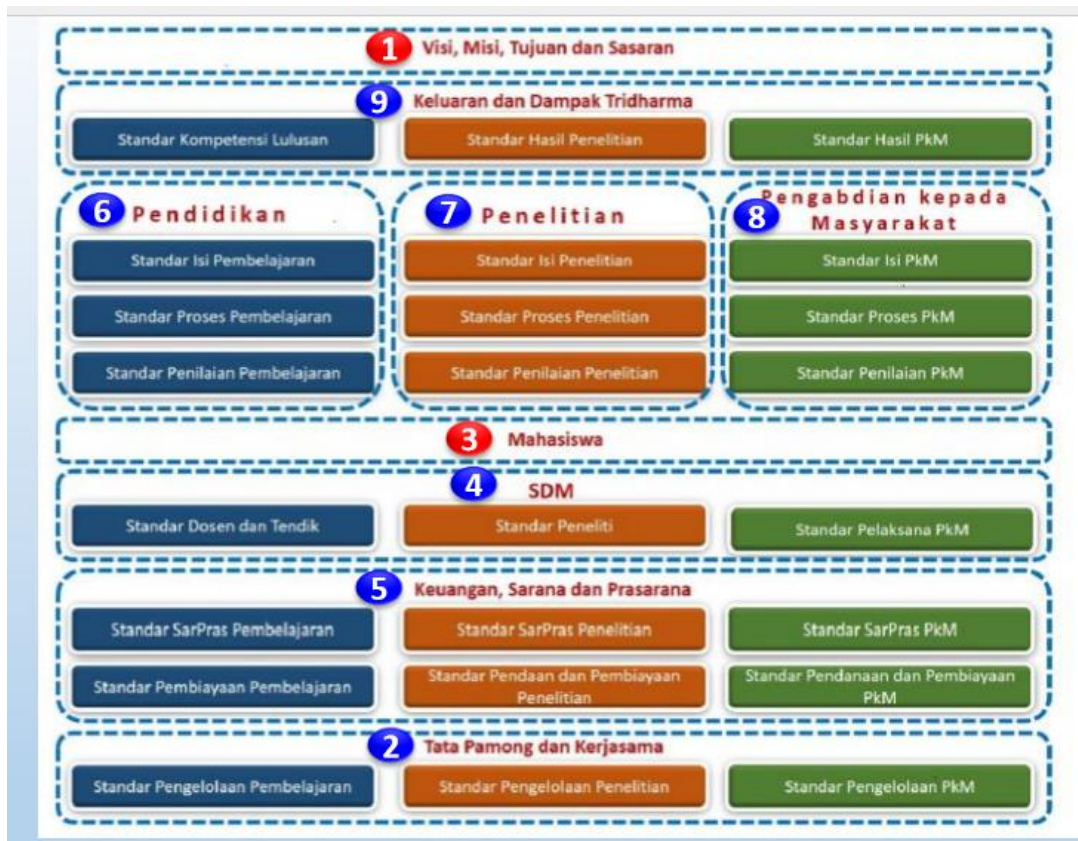 1 Visi, Misi, Tujuan dan Sasaran
9 Keluaran dan Dampak Tridharma
Standar Kompetensi Lulusan
Standar Hasil Penelitian
Standar Hasil PkM
6 Pendidikan
Standar Isi Pembelajaran
Standar Proses Pembelajaran
Standar Penilaian Pembelajaran
7 Penelitian
Standar Isi Penelitian
Standar Proses Penelitian
Standar Penilaian Penelitian
Pengabdian kepada
8 Masyarakat
Standar Isi PkM
Standar Proses PkM
Standar Penilaian PkM
3 Mahasiswa
4 SDM
Standar Dosen dan Tendik
Standar Peneliti
Standar Pelaksana PkM
5 Keuangan, Sarana dan Prasarana
Standar SarPras Pembelajaran
Standar SarPras Penelitian
Standar SarPras PkM
Standar Pembiayaan Pembelajaran
Standar Pendaan dan Pembiayaan
Penelitian
Standar Pendanaan dan Pembiayaan
PkM
2 Tata Pamong dan Kerjasama
Standar Pengelolaan Pembelajaran
Standar Pengelolaan Penelitian
Standar Pengelolaan PkM